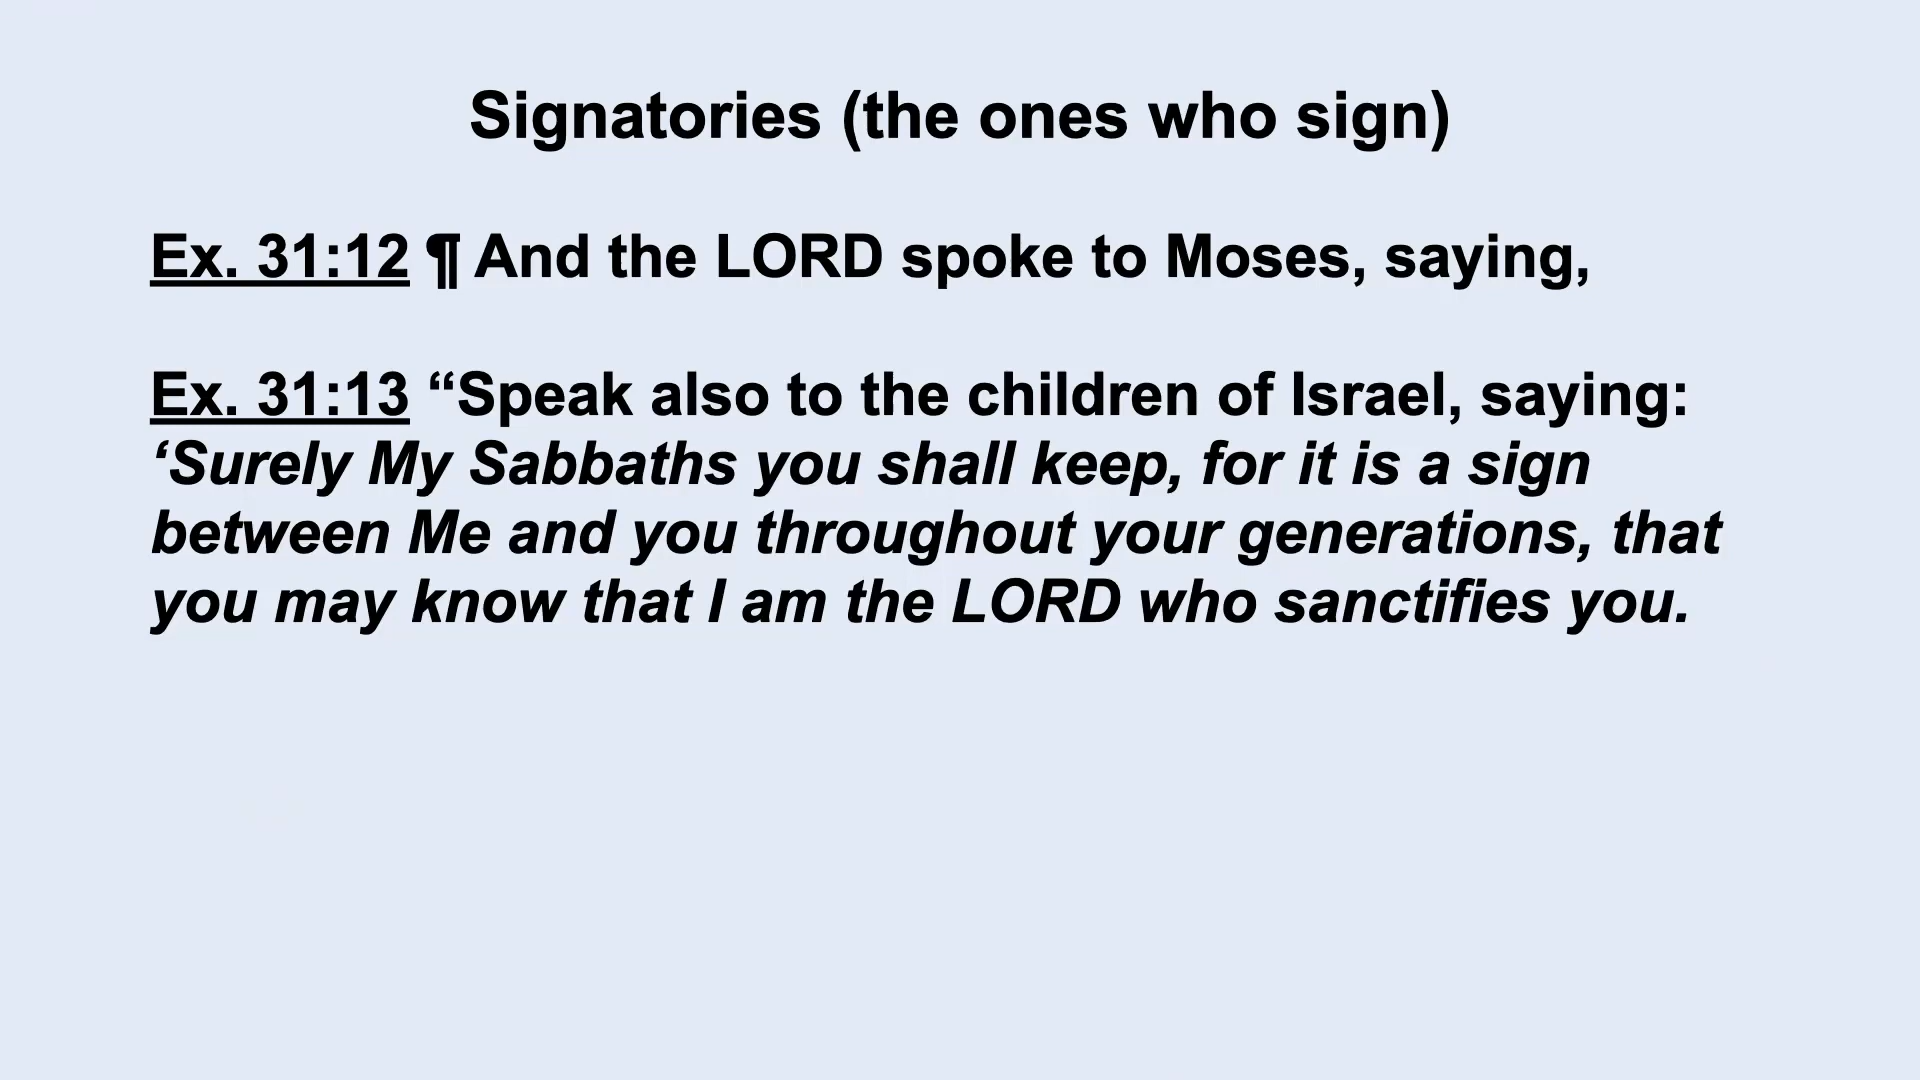 Signatories (the ones who sign)
Ex. 31:12 ¶ And the LORD spoke to Moses, saying,
Ex. 31:13 “Speak also to the children of Israel, saying:
‘Surely My Sabbaths you shall keep, for it is a sign
between Me and you throughout your generations, that
you may know that I am the LORD who sanctifies you.